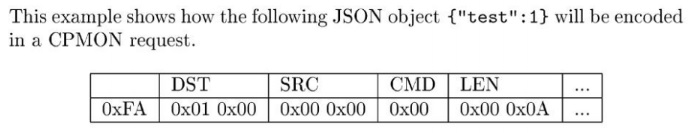 This example shows how the following JSON object {"test":1} will be encoded
in a CPMON request.
DST SRC CMD LEN ...
0xFA 0x01 0x00 0x00 0x00 0x00 0x00 0x0A ...